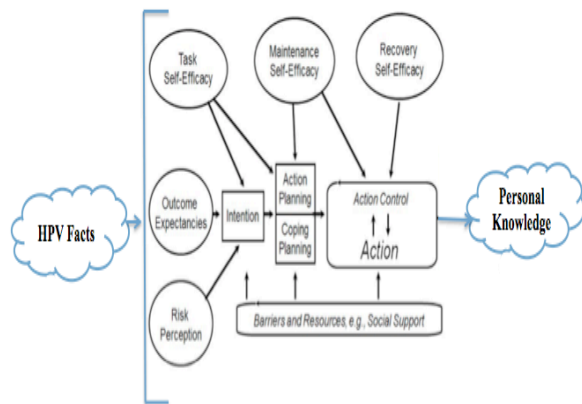 Task
Self-Efficacy
Maintenance
Self-Efficacy
Recovery
Self-Efficacy
HPV Facts
Outcome
Expectancies
Intention
Action
Planning
Coping
Planning
Action Control
Action
Personal
Knowledge
Risk
Perception
Barriers and Resources, e.g., Social Support